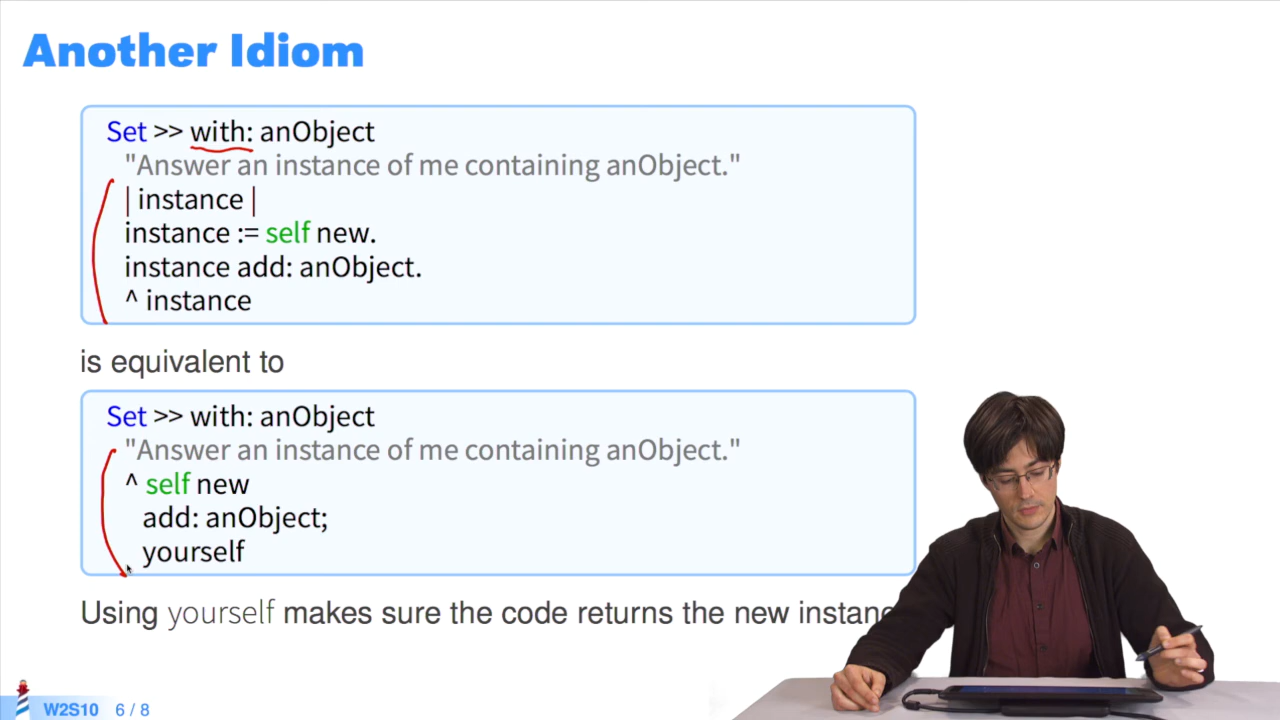 Another Idiom
Set >> with: anObject
"Answer an instance of me containing anObject."
| instance |
instance := self new.
instance add: anObject.
^ instance
is equivalent to
Set >> with: anObject
"Answer an instance of me containing anObject."
^ self new
add: anObject;
yourself
Using yourself makes sure the code returns the new
W2S10 6 / 8